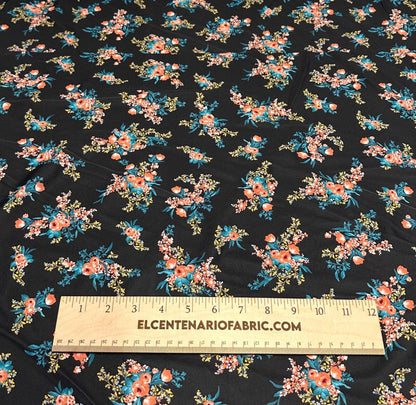 1 2 3 4 5 6 7 8 9 10 11 12
ELCENTENARIOFABRIC.COM